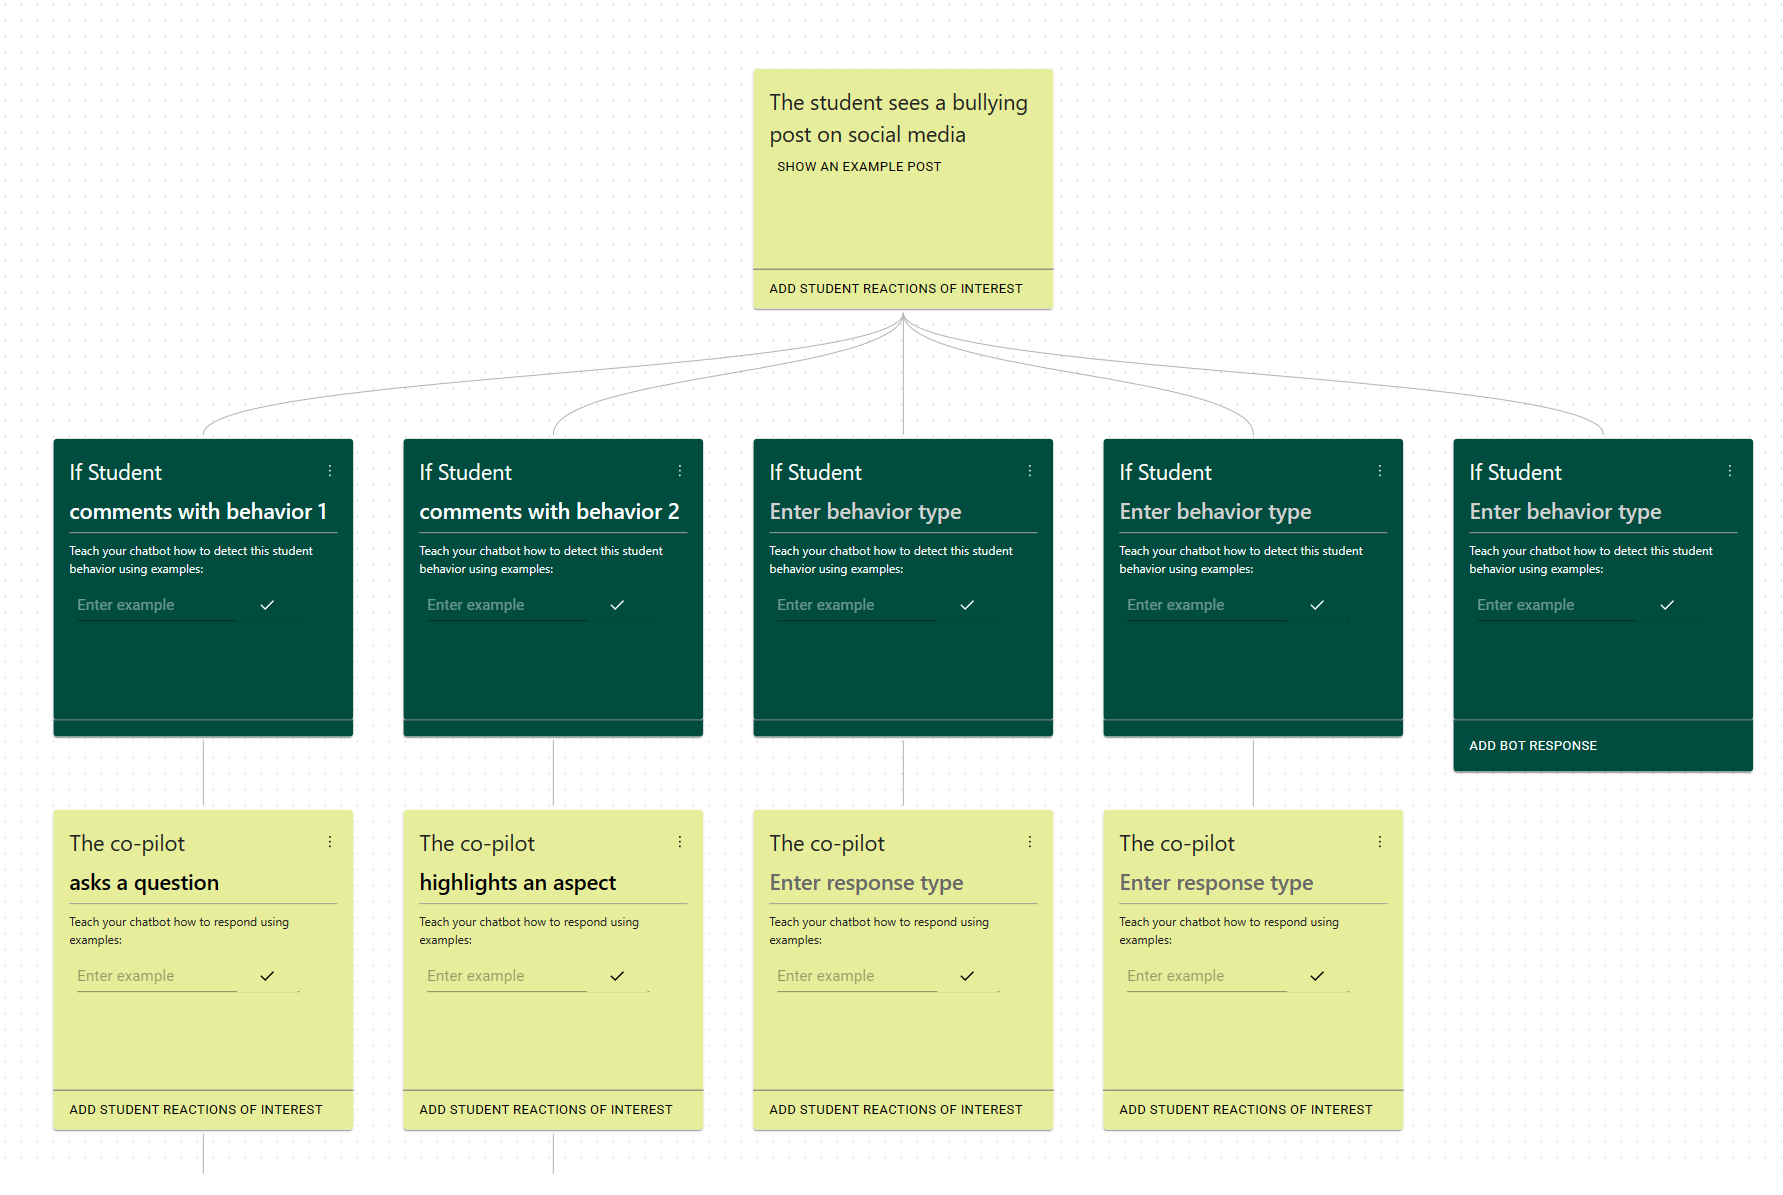 The student sees a bullying
post on social media
SHOW AN EXAMPLE POST
ADD STUDENT REACTIONS OF INTEREST
If Student
comments with behavior 1
Teach your chatbot how to detect this student
behavior using examples:
Enter example
If Student
comments with behavior 2
Teach your chatbot how to detect this student
behavior using examples:
Enter example
If Student
Enter behavior type
Teach your chatbot how to detect this student
behavior using examples:
Enter example
If Student
Enter behavior type
Teach your chatbot how to detect this student
behavior using examples:
Enter example
If Student
Enter behavior type
Teach your chatbot how to detect this student
behavior using examples:
Enter example
ADD BOT RESPONSE
The co-pilot
asks a question
Teach your chatbot how to respond using
examples:
Enter example
ADD STUDENT REACTIONS OF INTEREST
The co-pilot
highlights an aspect
Teach your chatbot how to respond using
examples:
Enter example
ADD STUDENT REACTIONS OF INTEREST
The co-pilot
Enter response type
Teach your chatbot how to respond using
examples:
Enter example
ADD STUDENT REACTIONS OF INTEREST
The co-pilot
Enter response type
Teach your chatbot how to respond using
examples:
Enter example
ADD STUDENT REACTIONS OF INTEREST